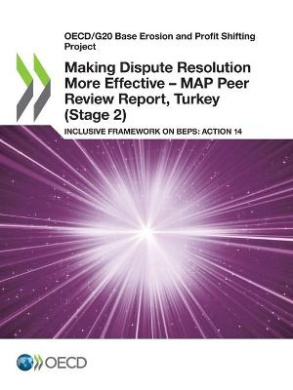 OECD/G20 Base Erosion and Profit Shifting
Project
Making Dispute Resolution
More Effective – MAP Peer
Review Report, Turkey
(Stage 2)
INCLUSIVE FRAMEWORK ON BEPS: ACTION 14
OECD